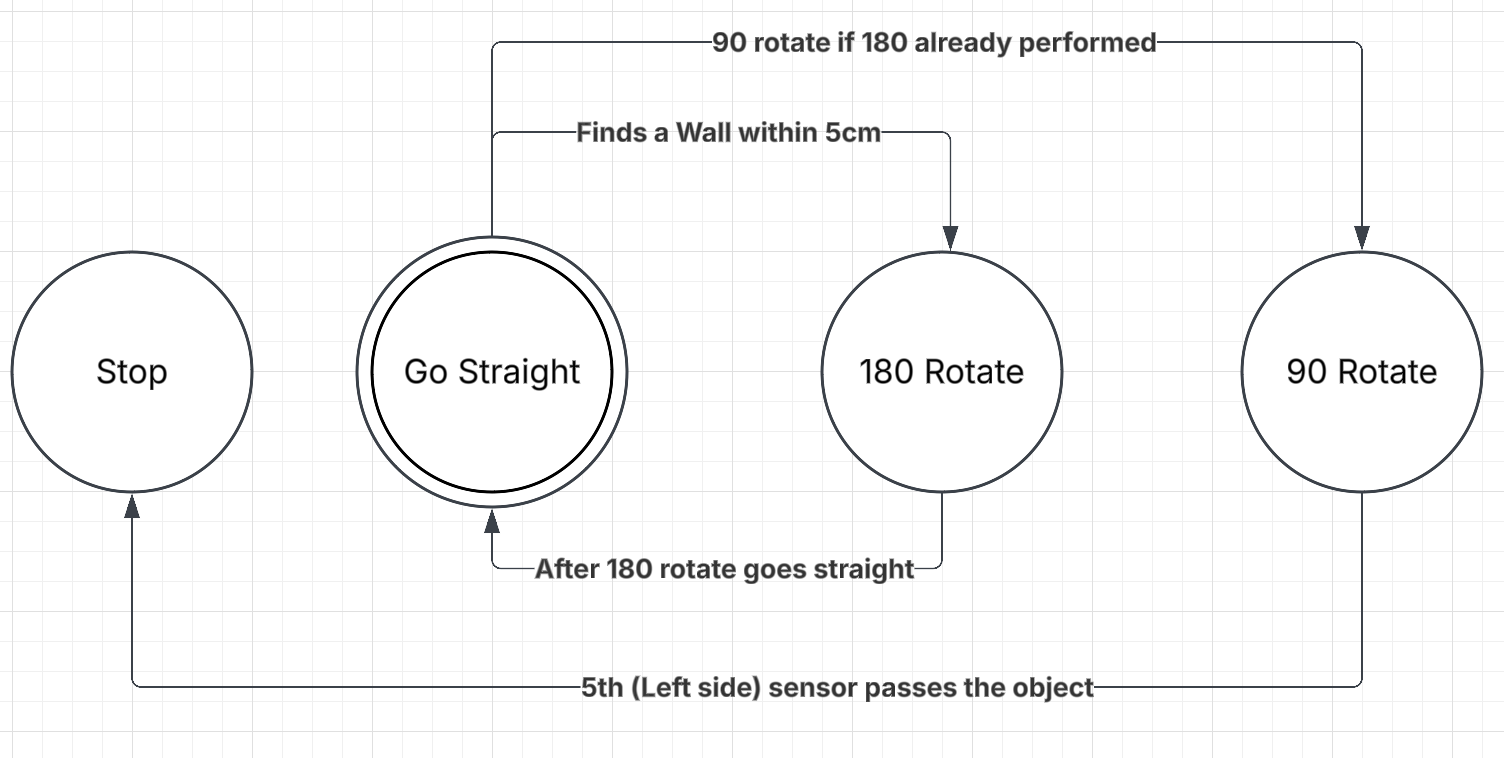 90 rotate if 180 already performed
Finds a Wall within 5cm
Stop
Go Straight
180 Rotate
90 Rotate
After 180 rotate goes straight
5th (Left side) sensor passes the object